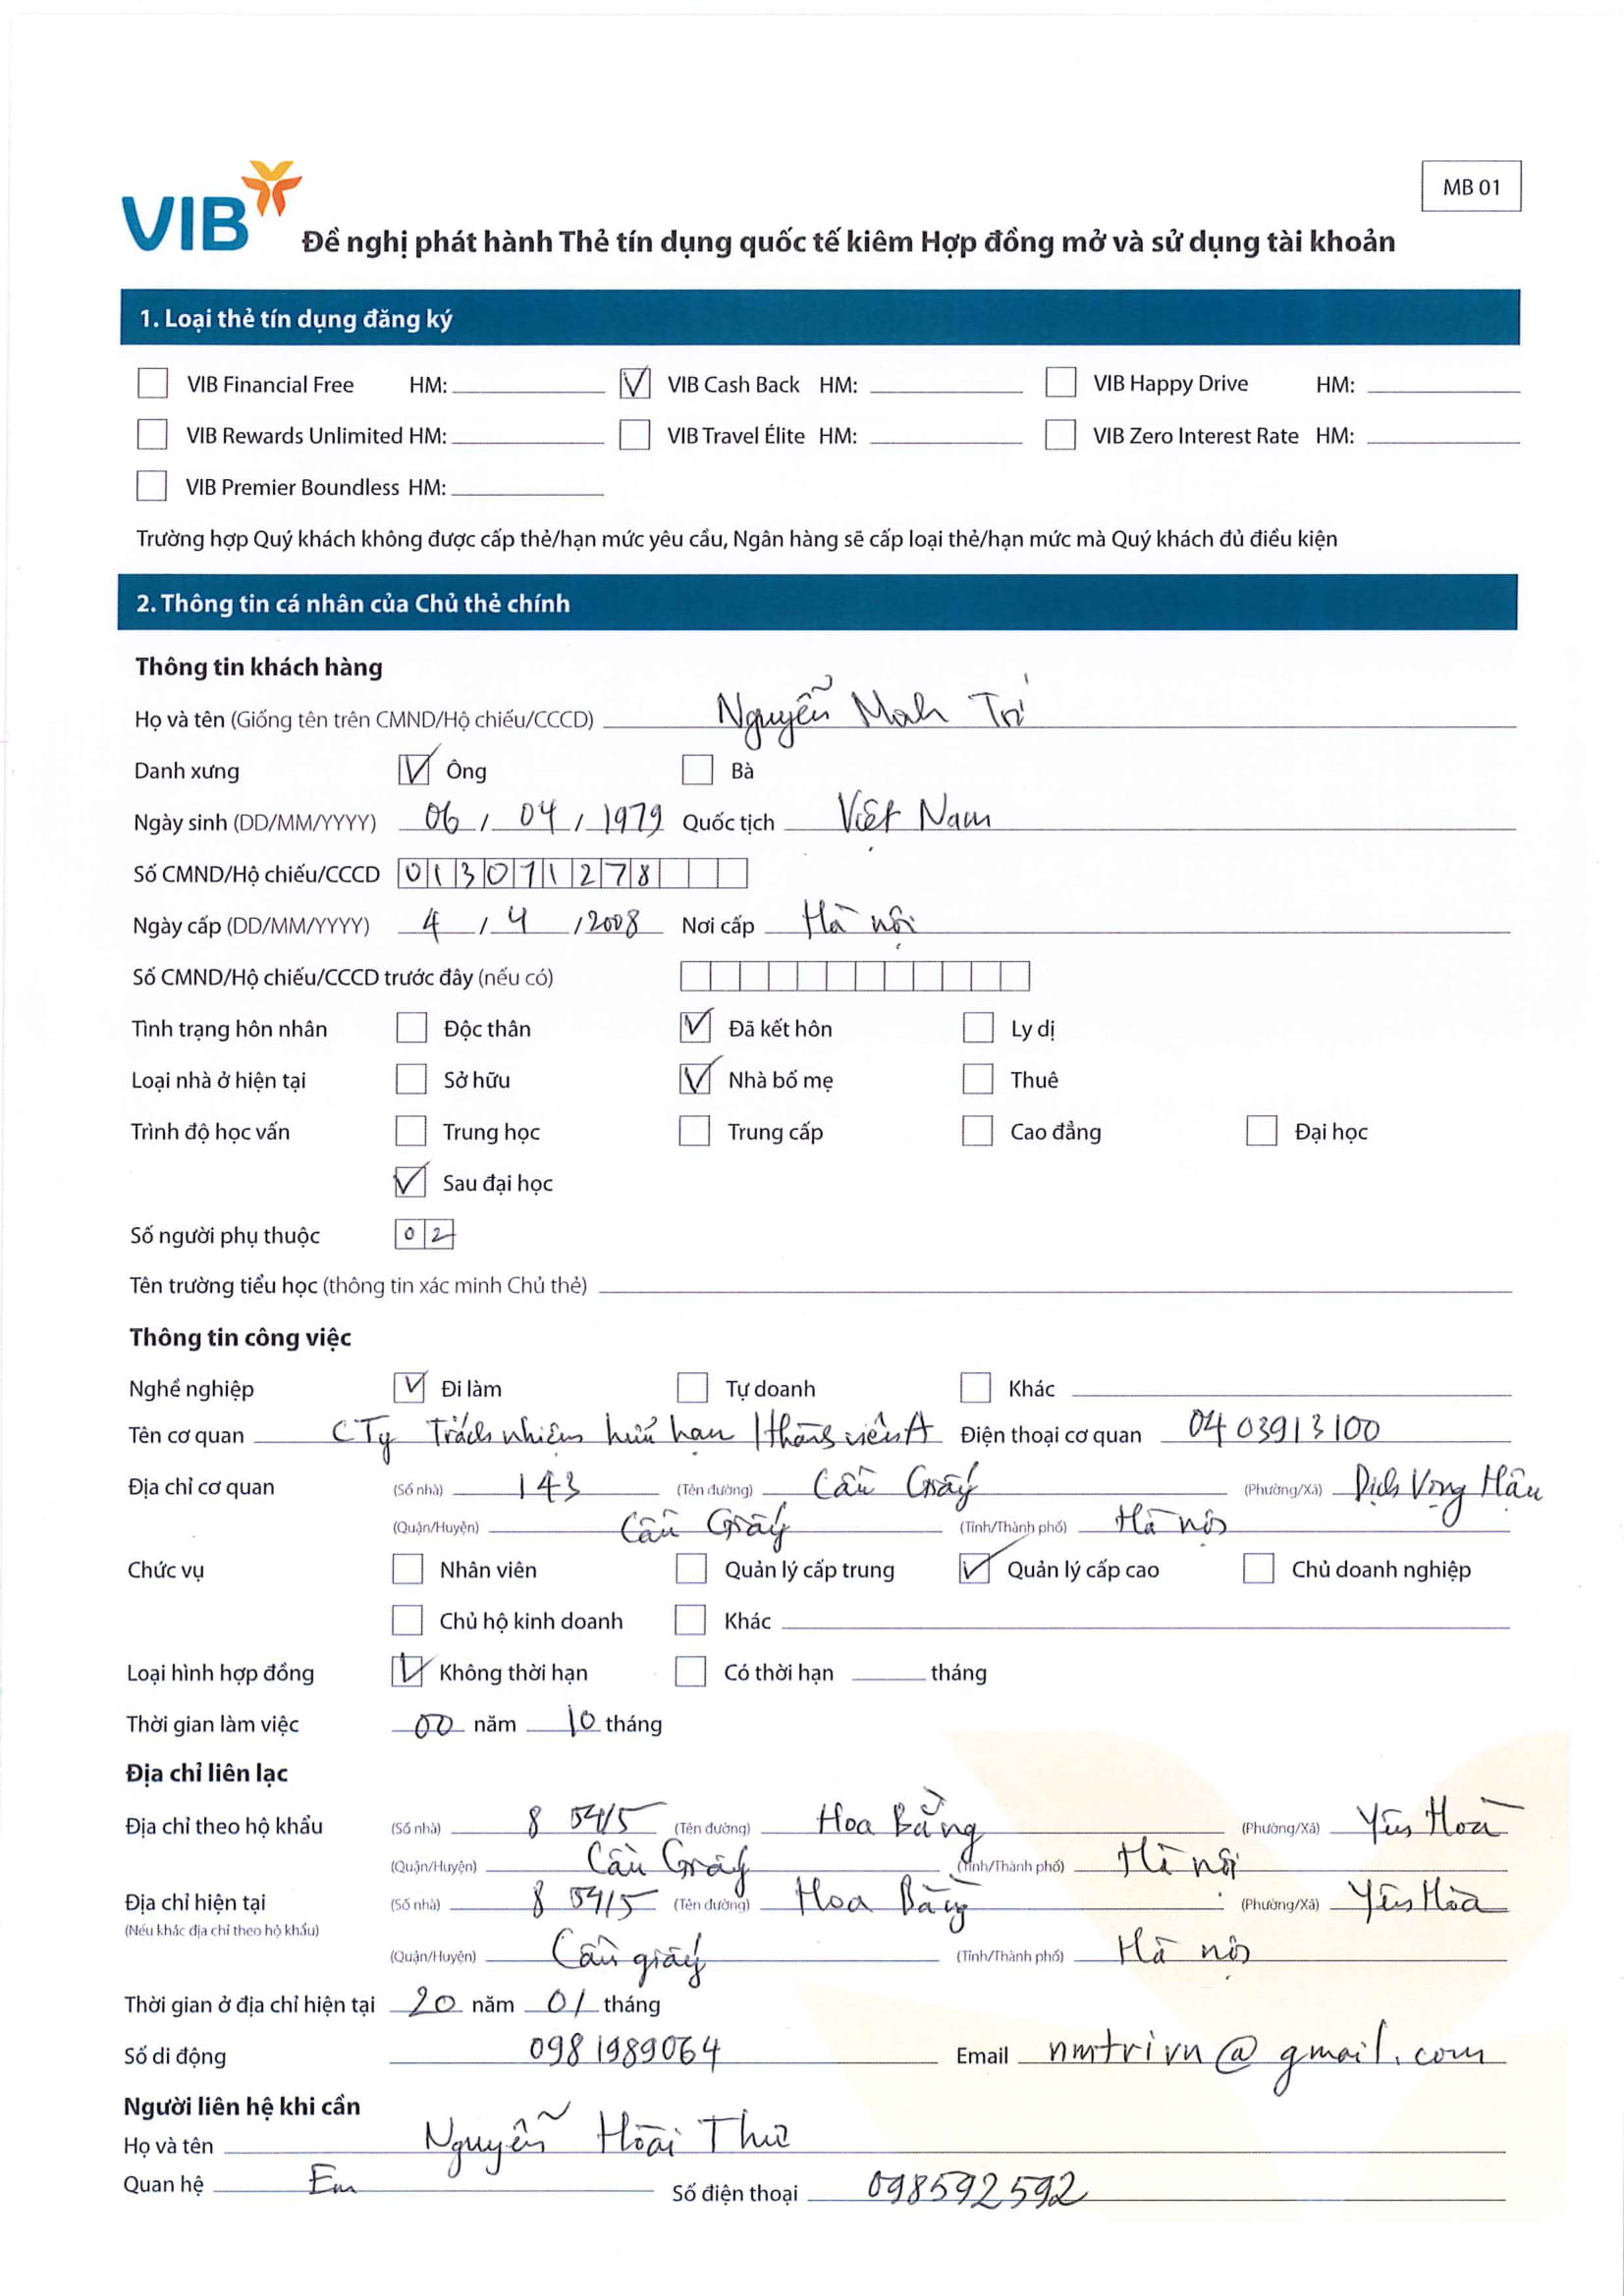 VIB
MB 01
Đề nghị phát hành Thẻ tín dụng quốc tế kiêm Hợp đồng mở và sử dụng tài khoản
1. Loại thẻ tín dụng đăng ký
VIB Financial Free HM: V VIB Cash Back HM: VIB Happy Drive HM:
VIB Rewards Unlimited HM: VIB Travel Élite HM: VIB Zero Interest Rate HM:
VIB Premier Boundless HM:
Trường hợp Quý khách không được cấp thẻ/hạn mức yêu cầu, Ngân hàng sẽ cấp loại thẻ/hạn mức mà Quý khách đủ điều kiện
2. Thông tin cá nhân của Chủ thẻ chính
Thông tin khách hàng
Họ và tên (Giống tên trên CMND/Hộ chiếu/CCCD) Nguyễn Mạnh Trí
Danh xưng V Ông Bà
Ngày sinh (DD/MM/YYYY) 06 / 04 / 1979 Quốc tịch Việt Nam
Số CMND/Hộ chiếu/CCCD 013071278
Ngày cấp (DD/MM/YYYY) 4 / 4 / 2008 Nơi cấp Hà nội
Số CMND/Hộ chiếu/CCCD trước đây (nếu có)
Tình trạng hôn nhân Độc thân V Đã kết hôn Ly dị
Loại nhà ở hiện tại Sở hữu V Nhà bố mẹ Thuê
Trình độ học vấn Trung học Trung cấp Cao đẳng Đại học
V Sau đại học
Số người phụ thuộc 02
Tên trường tiểu học (thông tin xác minh Chủ thẻ)
Thông tin công việc
Nghề nghiệp V Đi làm Tự doanh Khác
Tên cơ quan CTy Trách nhiệm hữu hạn 1 thành viên A Điện thoại cơ quan 04 03913100
Địa chỉ cơ quan (Số nhà) 143 (Tên đường) Cầu Giấy (Phường/Xã) Dịch Vọng Hậu
(Quận/Huyện) Cầu Giấy (Tỉnh/Thành phố) Hà nội
Chức vụ Nhân viên Quản lý cấp trung V Quản lý cấp cao Chủ doanh nghiệp
Chủ hộ kinh doanh Khác
Loại hình hợp đồng V Không thời hạn Có thời hạn tháng
Thời gian làm việc 00 năm 10 tháng
Địa chỉ liên lạc
Địa chỉ theo hộ khẩu (Số nhà) 8 54/5 (Tên đường) Hoa Bằng (Phường/Xã) Yên Hoà
(Quận/Huyện) Cầu Giấy (Tỉnh/Thành phố) Hà nội
Địa chỉ hiện tại (Số nhà) 8 54/5 (Tên đường) Hoa Bằng (Phường/Xã) Yên Hòa
(Nếu khác địa chỉ theo hộ khẩu)
(Quận/Huyện) Cầu giấy (Tỉnh/Thành phố) Hà nội
Thời gian ở địa chỉ hiện tại 20 năm 01 tháng
Số di động 098 1989064 Email nmtrivn@gmail.com
Người liên hệ khi cần
Họ và tên Nguyễn Hoài Thu
Quan hệ Em Số điện thoại 098592592